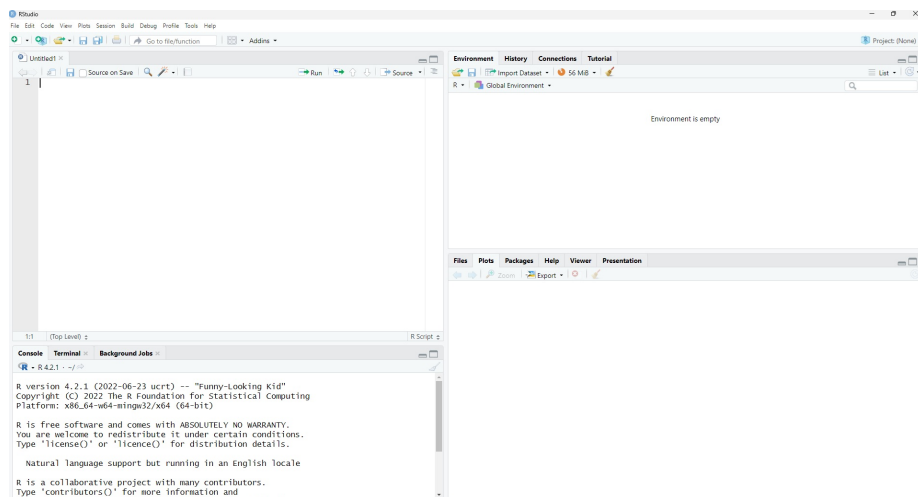 RStudio
File Edit Code View Plots Session Build Debug Profile Tools Help
Go to file/function Addins Project: (None)
Untitled1
Source on Save Run Source
1
1:1 (Top Level) R Script
Console Terminal Background Jobs
R 4.2.1 · ~/
R version 4.2.1 (2022-06-23 ucrt) -- "Funny-Looking Kid"
Copyright (C) 2022 The R Foundation for Statistical Computing
Platform: x86_64-w64-mingw32/x64 (64-bit)
R is free software and comes with ABSOLUTELY NO WARRANTY.
You are welcome to redistribute it under certain conditions.
Type 'license()' or 'licence()' for distribution details.
Natural language support but running in an English locale
R is a collaborative project with many contributors.
Type 'contributors()' for more information and
Environment History Connections Tutorial
Import Dataset 56 MiB List
R Global Environment
Environment is empty
Files Plots Packages Help Viewer Presentation
Zoom Export